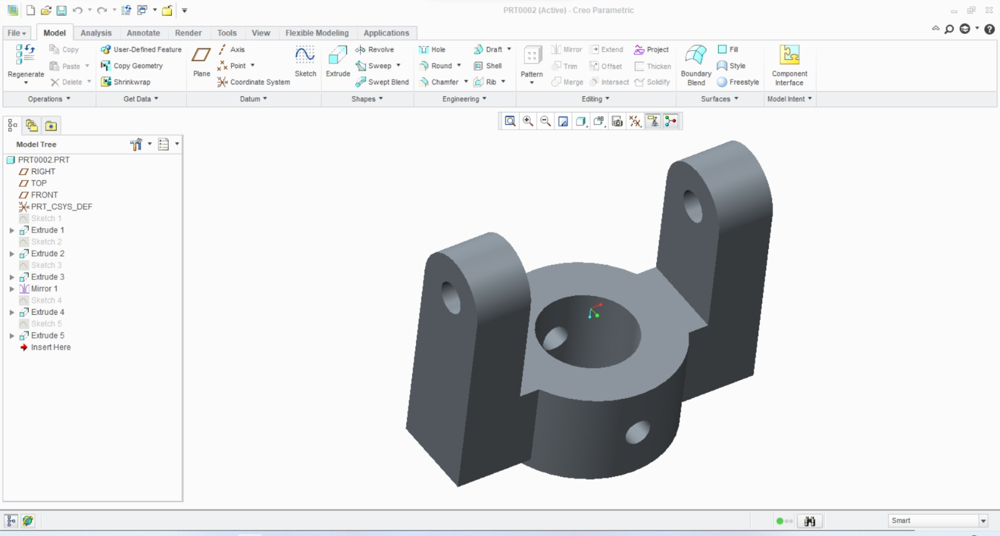 PRT0002 (Active) - Creo Parametric
File Model Analysis Annotate Render Tools View Flexible Modeling Applications
Regenerate
Copy
Paste
Delete
Operations
User-Defined Feature
Copy Geometry
Shrinkwrap
Get Data
Plane
Axis
Point
Coordinate System
Sketch
Datum
Extrude
Revolve
Sweep
Swept Blend
Shapes
Hole
Round
Chamfer
Draft
Shell
Rib
Engineering
Pattern
Mirror
Trim
Merge
Extend
Offset
Intersect
Project
Thicken
Solidify
Editing
Boundary
Blend
Fill
Style
Freestyle
Surfaces
Component
Interface
Model Intent
AB
Model Tree
PRT0002.PRT
RIGHT
TOP
FRONT
PRT_CSYS_DEF
Sketch 1
Extrude 1
Sketch 2
Extrude 2
Sketch 3
Extrude 3
Mirror 1
Sketch 4
Extrude 4
Sketch 5
Extrude 5
Insert Here
Smart